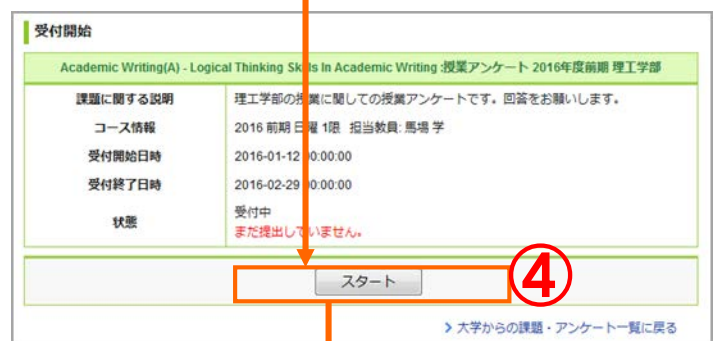 受付開始
Academic Writing(A) - Logical Thinking Skills In Academic Writing :授業アンケート 2016年度前期 理工学部
課題に関する説明 理工学部の授業に関しての授業アンケートです。回答をお願いします。
コース情報 2016 前期 日曜 1限 担当教員: 馬場 学
受付開始日時 2016-01-12 00:00:00
受付終了日時 2016-02-29 00:00:00
状態 受付中
まだ提出していません。
スタート
④
> 大学からの課題・アンケート一覧に戻る